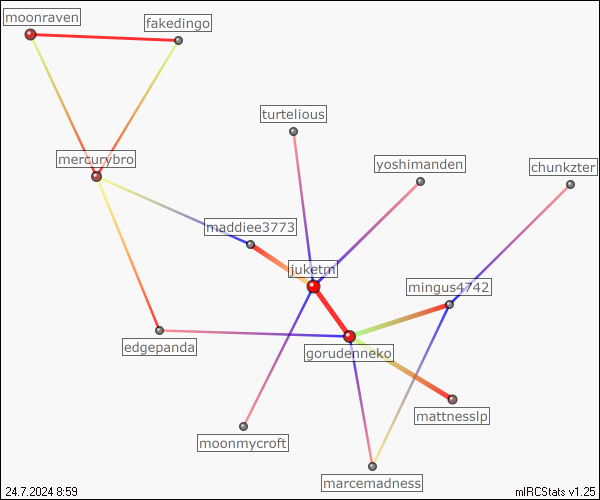 moonraven
fakedingo
turtelious
mercurybro
yoshimanden
chunkzter
maddiee3773
juketm
mingus4742
edgepanda
gorudenneko
mattnesslp
moonmycroft
marcemadness
24.7.2024 8:59
mIRCStats v1.25